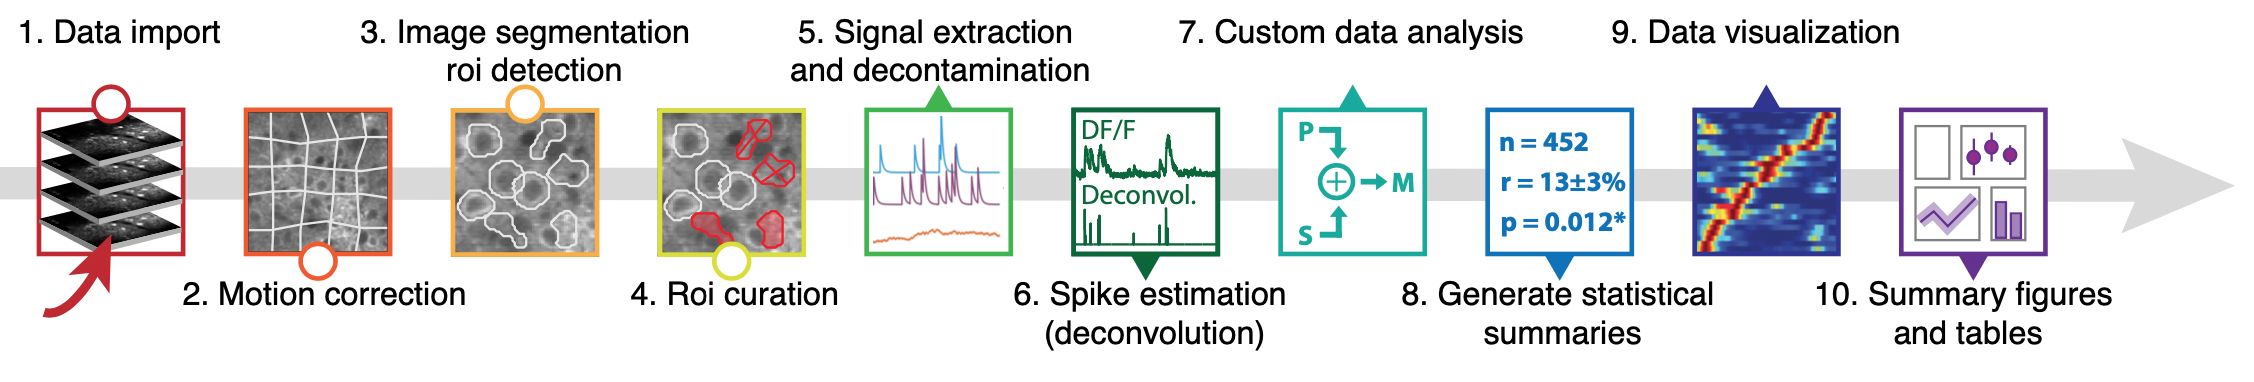 1. Data import
3. Image segmentation
roi detection
5. Signal extraction
and decontamination
7. Custom data analysis
9. Data visualization
DF/F
Deconvol.
P
M
S
n = 452
r = 13±3%
p = 0.012*
2. Motion correction
4. Roi curation
6. Spike estimation
(deconvolution)
8. Generate statistical
summaries
10. Summary figures
and tables